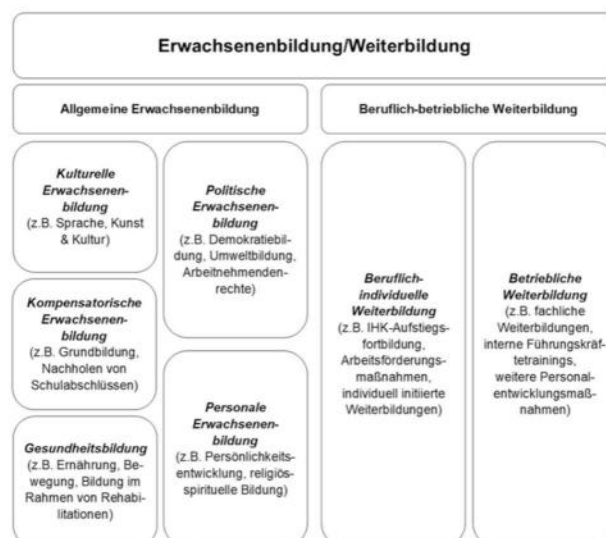 Erwachsenenbildung/Weiterbildung
Allgemeine Erwachsenenbildung
Beruflich-betriebliche Weiterbildung
Kulturelle
Erwachsenen-
bildung
(z.B. Sprache, Kunst
& Kultur)
Kompensatorische
Erwachsenen-
bildung
(z.B. Grundbildung,
Nachholen von
Schulabschlüssen)
Gesundheitsbildung
(z.B. Ernährung, Be-
wegung, Bildung im
Rahmen von Rehabi-
litationen)
Politische
Erwachsenen-
bildung
(z.B. Demokratiebil-
dung, Umweltbildung,
Arbeitnehmenden-
rechte)
Personale
Erwachsenen-
bildung
(z.B. Persönlichkeits-
entwicklung, religiös-
spirituelle Bildung)
Beruflich-
individuelle
Weiterbildung
(z.B. IHK-Aufstiegs-
fortbildung,
Arbeitsförderungs-
maßnahmen,
individuell initiierte
Weiterbildungen)
Betriebliche
Weiterbildung
(z.B. fachliche
Weiterbildungen,
interne Führungskräf-
tetrainings,
weitere Personal-
entwicklungsmaß-
nahmen)